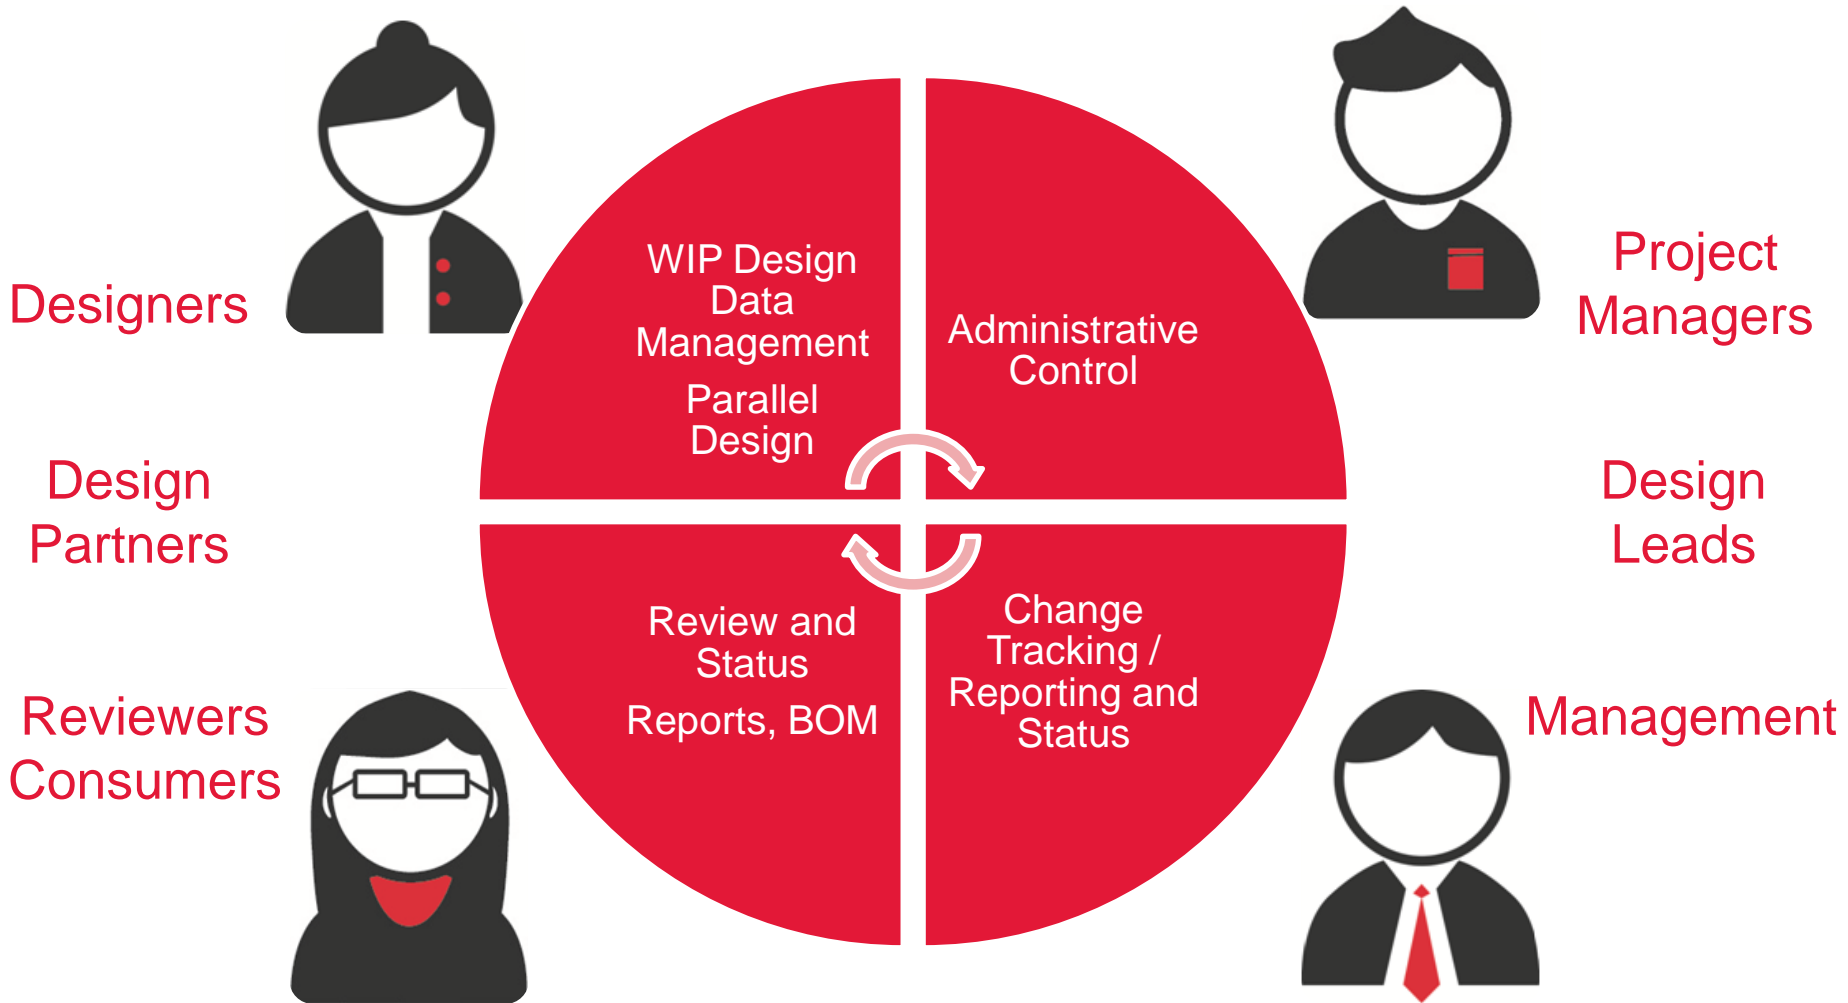 Designers
Design
Partners
Reviewers
Consumers
WIP Design
Data
Management
Parallel
Design
Administrative
Control
Review and
Status
Reports, BOM
Change
Tracking /
Reporting and
Status
Project
Managers
Design
Leads
Management